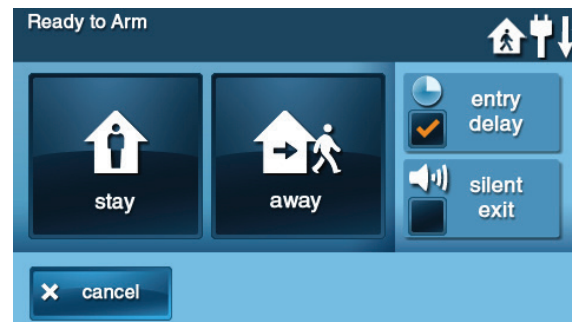 Ready to Arm
stay
away
entry
delay
silent
exit
cancel